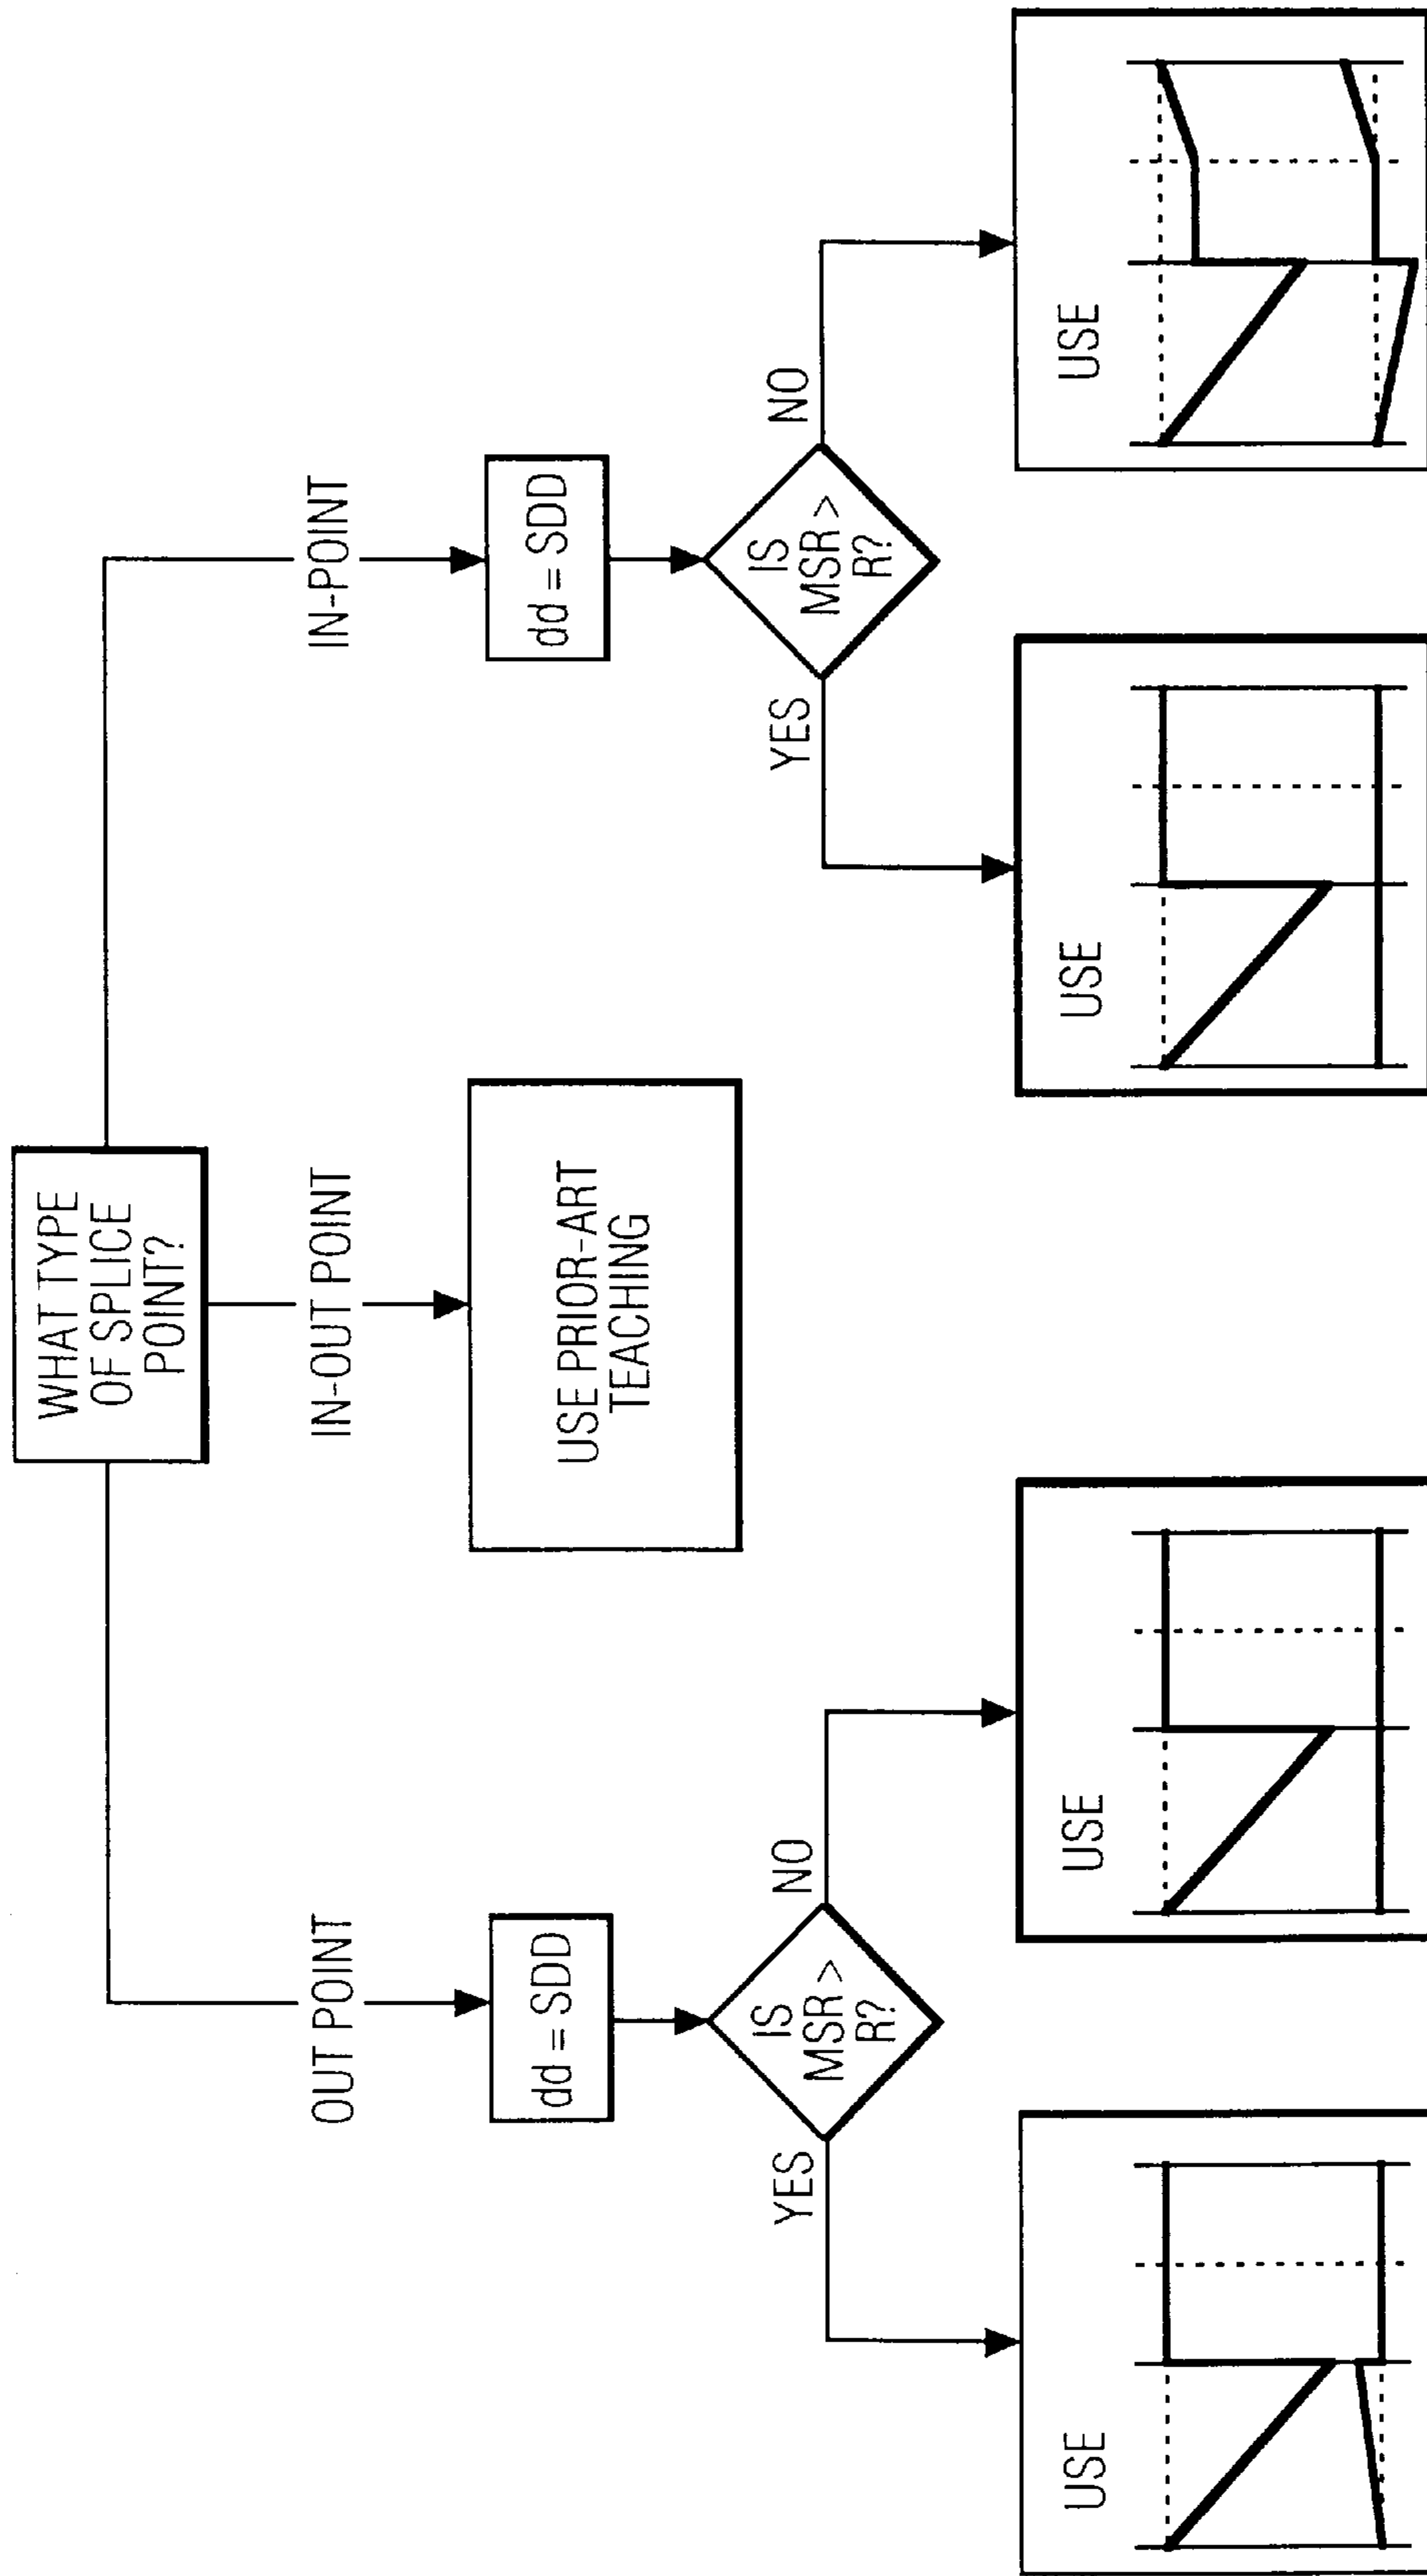 WHAT TYPE
OF SPLICE
POINT?
OUT POINT
IN-OUT POINT
IN-POINT
dd = SDD
USE PRIOR-ART
TEACHING
dd = SDD
IS
MSR >
R?
YES
NO
IS
MSR >
R?
YES
NO
USE
USE
USE
USE